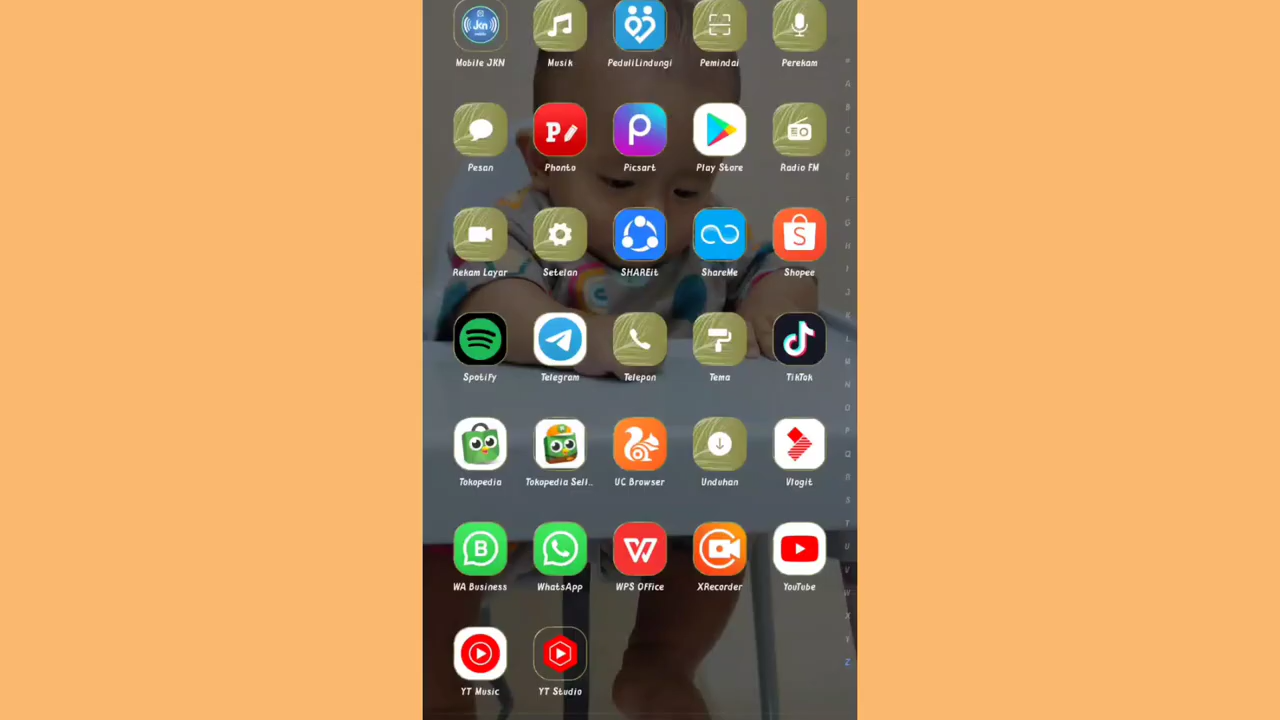 Jkn
Mobile JKN Musik PeduliLindungi Pemindai Perekam
Pesan Phonto Picsart Play Store Radio FM
Rekam Layar Setelan SHAREit ShareMe Shopee
Spotify Telegram Telepon Tema TikTok
Tokopedia Tokopedia Sell.. UC Browser Unduhan Vlogit
WA Business WhatsApp WPS Office XRecorder YouTube
YT Music YT Studio
#
A
B
C
D
E
F
G
H
I
J
K
L
M
N
O
P
Q
R
S
T
U
V
W
X
Y
Z